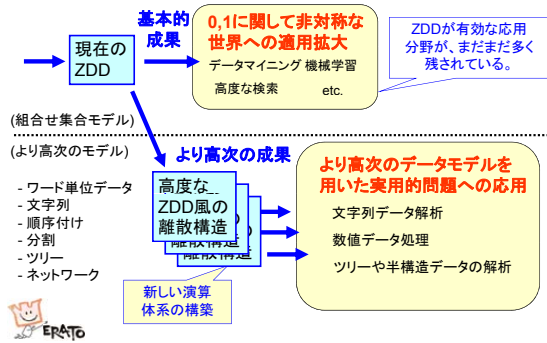 基本的
成果
現在の
ZDD
0,1に関して非対称な
世界への適用拡大
データマイニング 機械学習
高度な検索 etc.
ZDDが有効な応用
分野が、まだまだ多く
残されている。
(組合せ集合モデル)
(より高次のモデル)
- ワード単位データ
- 文字列
- 順序付け
- 分割
- ツリー
- ネットワーク
より高次の成果
高度な
ZDD風の
離散構造
離散構造
離散構造
新しい演算
体系の構築
より高次のデータモデルを
用いた実用的問題への応用
文字列データ解析
数値データ処理
ツリーや半構造データの解析
ERATO